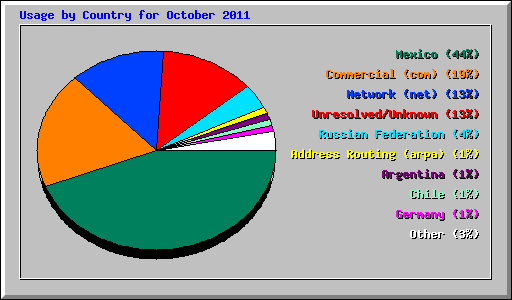 Usage by Country for October 2011
Mexico (44%)
Commercial (com) (19%)
Network (net) (13%)
Unresolved/Unknown (13%)
Russian Federation (4%)
Address Routing (arpa) (1%)
Argentina (1%)
Chile (1%)
Germany (1%)
Other (3%)